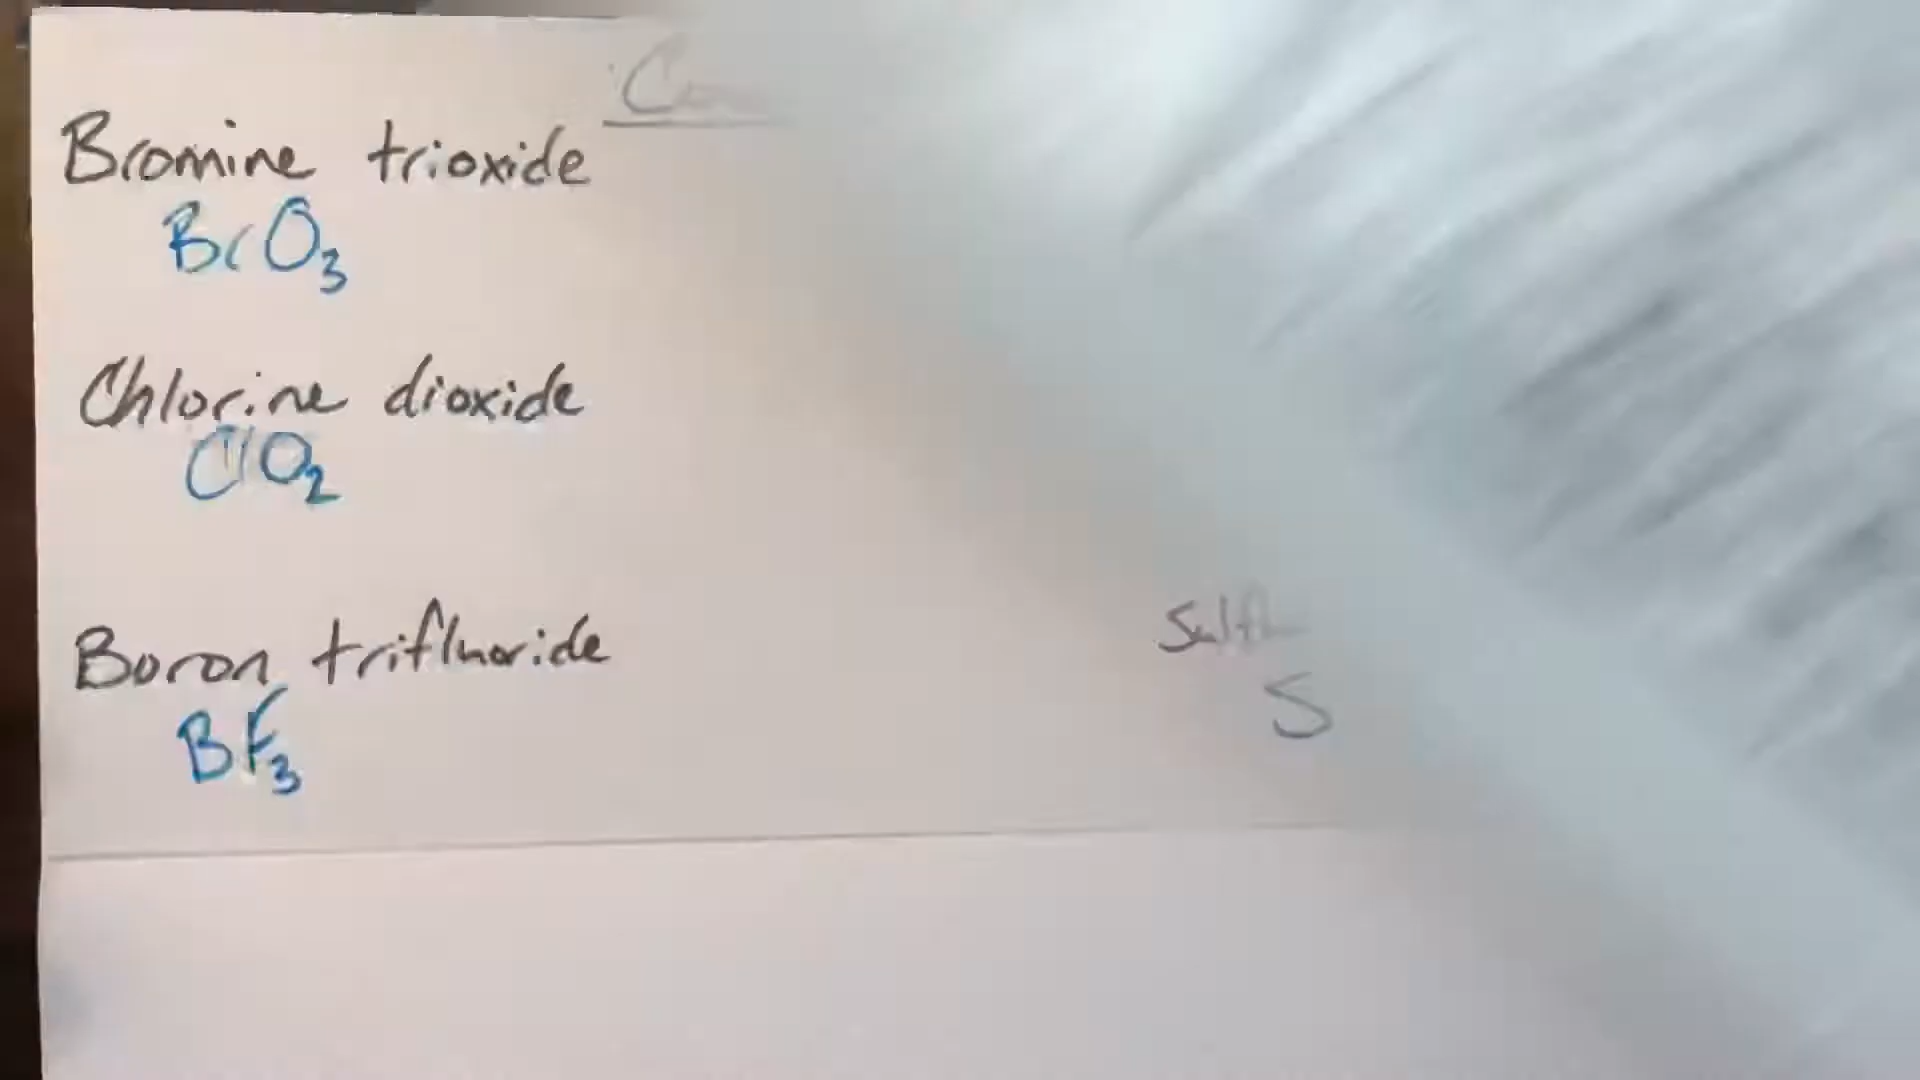 Bromine trioxide
BrO₃
Chlorine dioxide
ClO₂
Boron trifluoride
BF₃
S